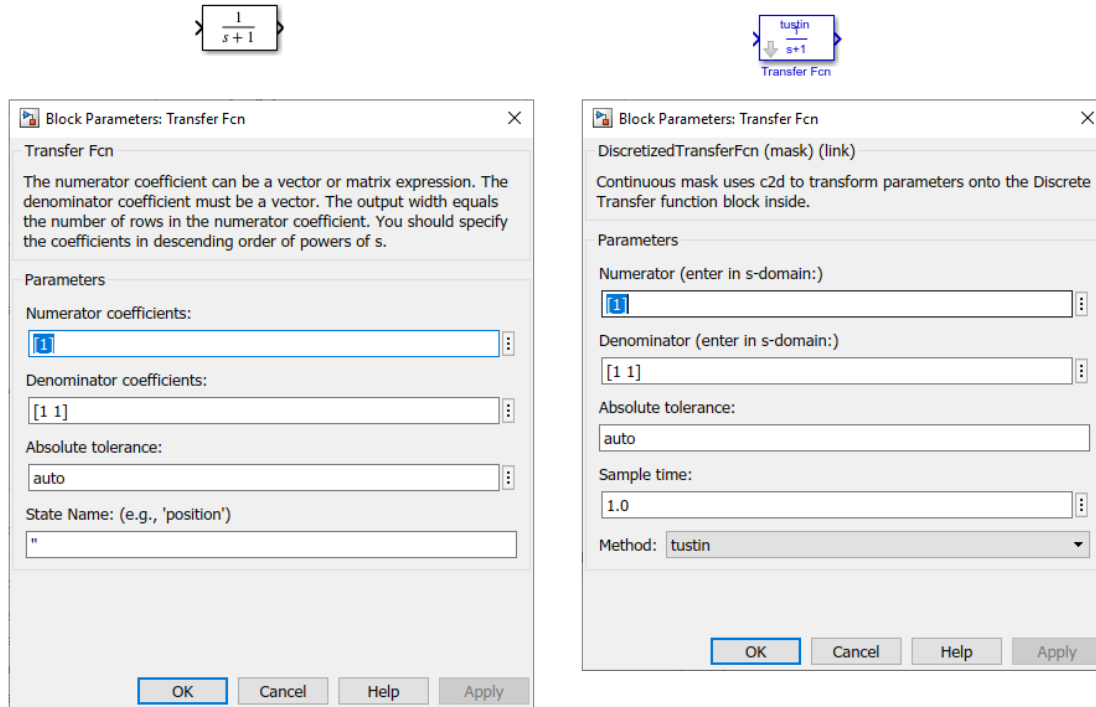 1
s + 1
tustin
1
s+1
Transfer Fcn
Block Parameters: Transfer Fcn
Transfer Fcn
The numerator coefficient can be a vector or matrix expression. The
denominator coefficient must be a vector. The output width equals
the number of rows in the numerator coefficient. You should specify
the coefficients in descending order of powers of s.
Parameters
Numerator coefficients:
[1]
Denominator coefficients:
[1 1]
Absolute tolerance:
auto
State Name: (e.g., 'position')
''
OK Cancel Help Apply
Block Parameters: Transfer Fcn
DiscretizedTransferFcn (mask) (link)
Continuous mask uses c2d to transform parameters onto the Discrete
Transfer function block inside.
Parameters
Numerator (enter in s-domain:)
[1]
Denominator (enter in s-domain:)
[1 1]
Absolute tolerance:
auto
Sample time:
1.0
Method: tustin
OK Cancel Help Apply